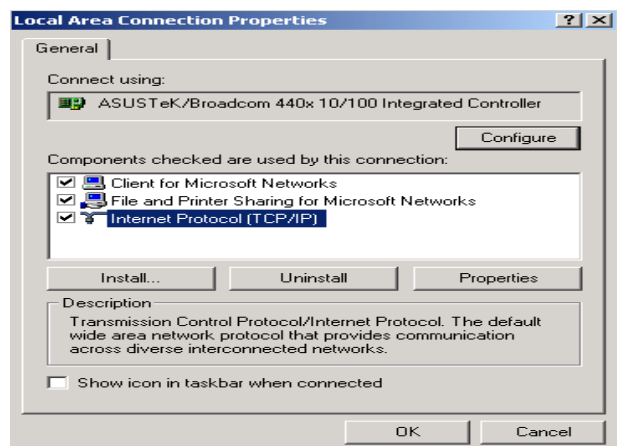 Local Area Connection Properties
General
Connect using:
ASUSTeK/Broadcom 440x 10/100 Integrated Controller
Configure
Components checked are used by this connection:
Client for Microsoft Networks
File and Printer Sharing for Microsoft Networks
Internet Protocol (TCP/IP)
Install... Uninstall Properties
Description
Transmission Control Protocol/Internet Protocol. The default
wide area network protocol that provides communication
across diverse interconnected networks.
Show icon in taskbar when connected
OK Cancel